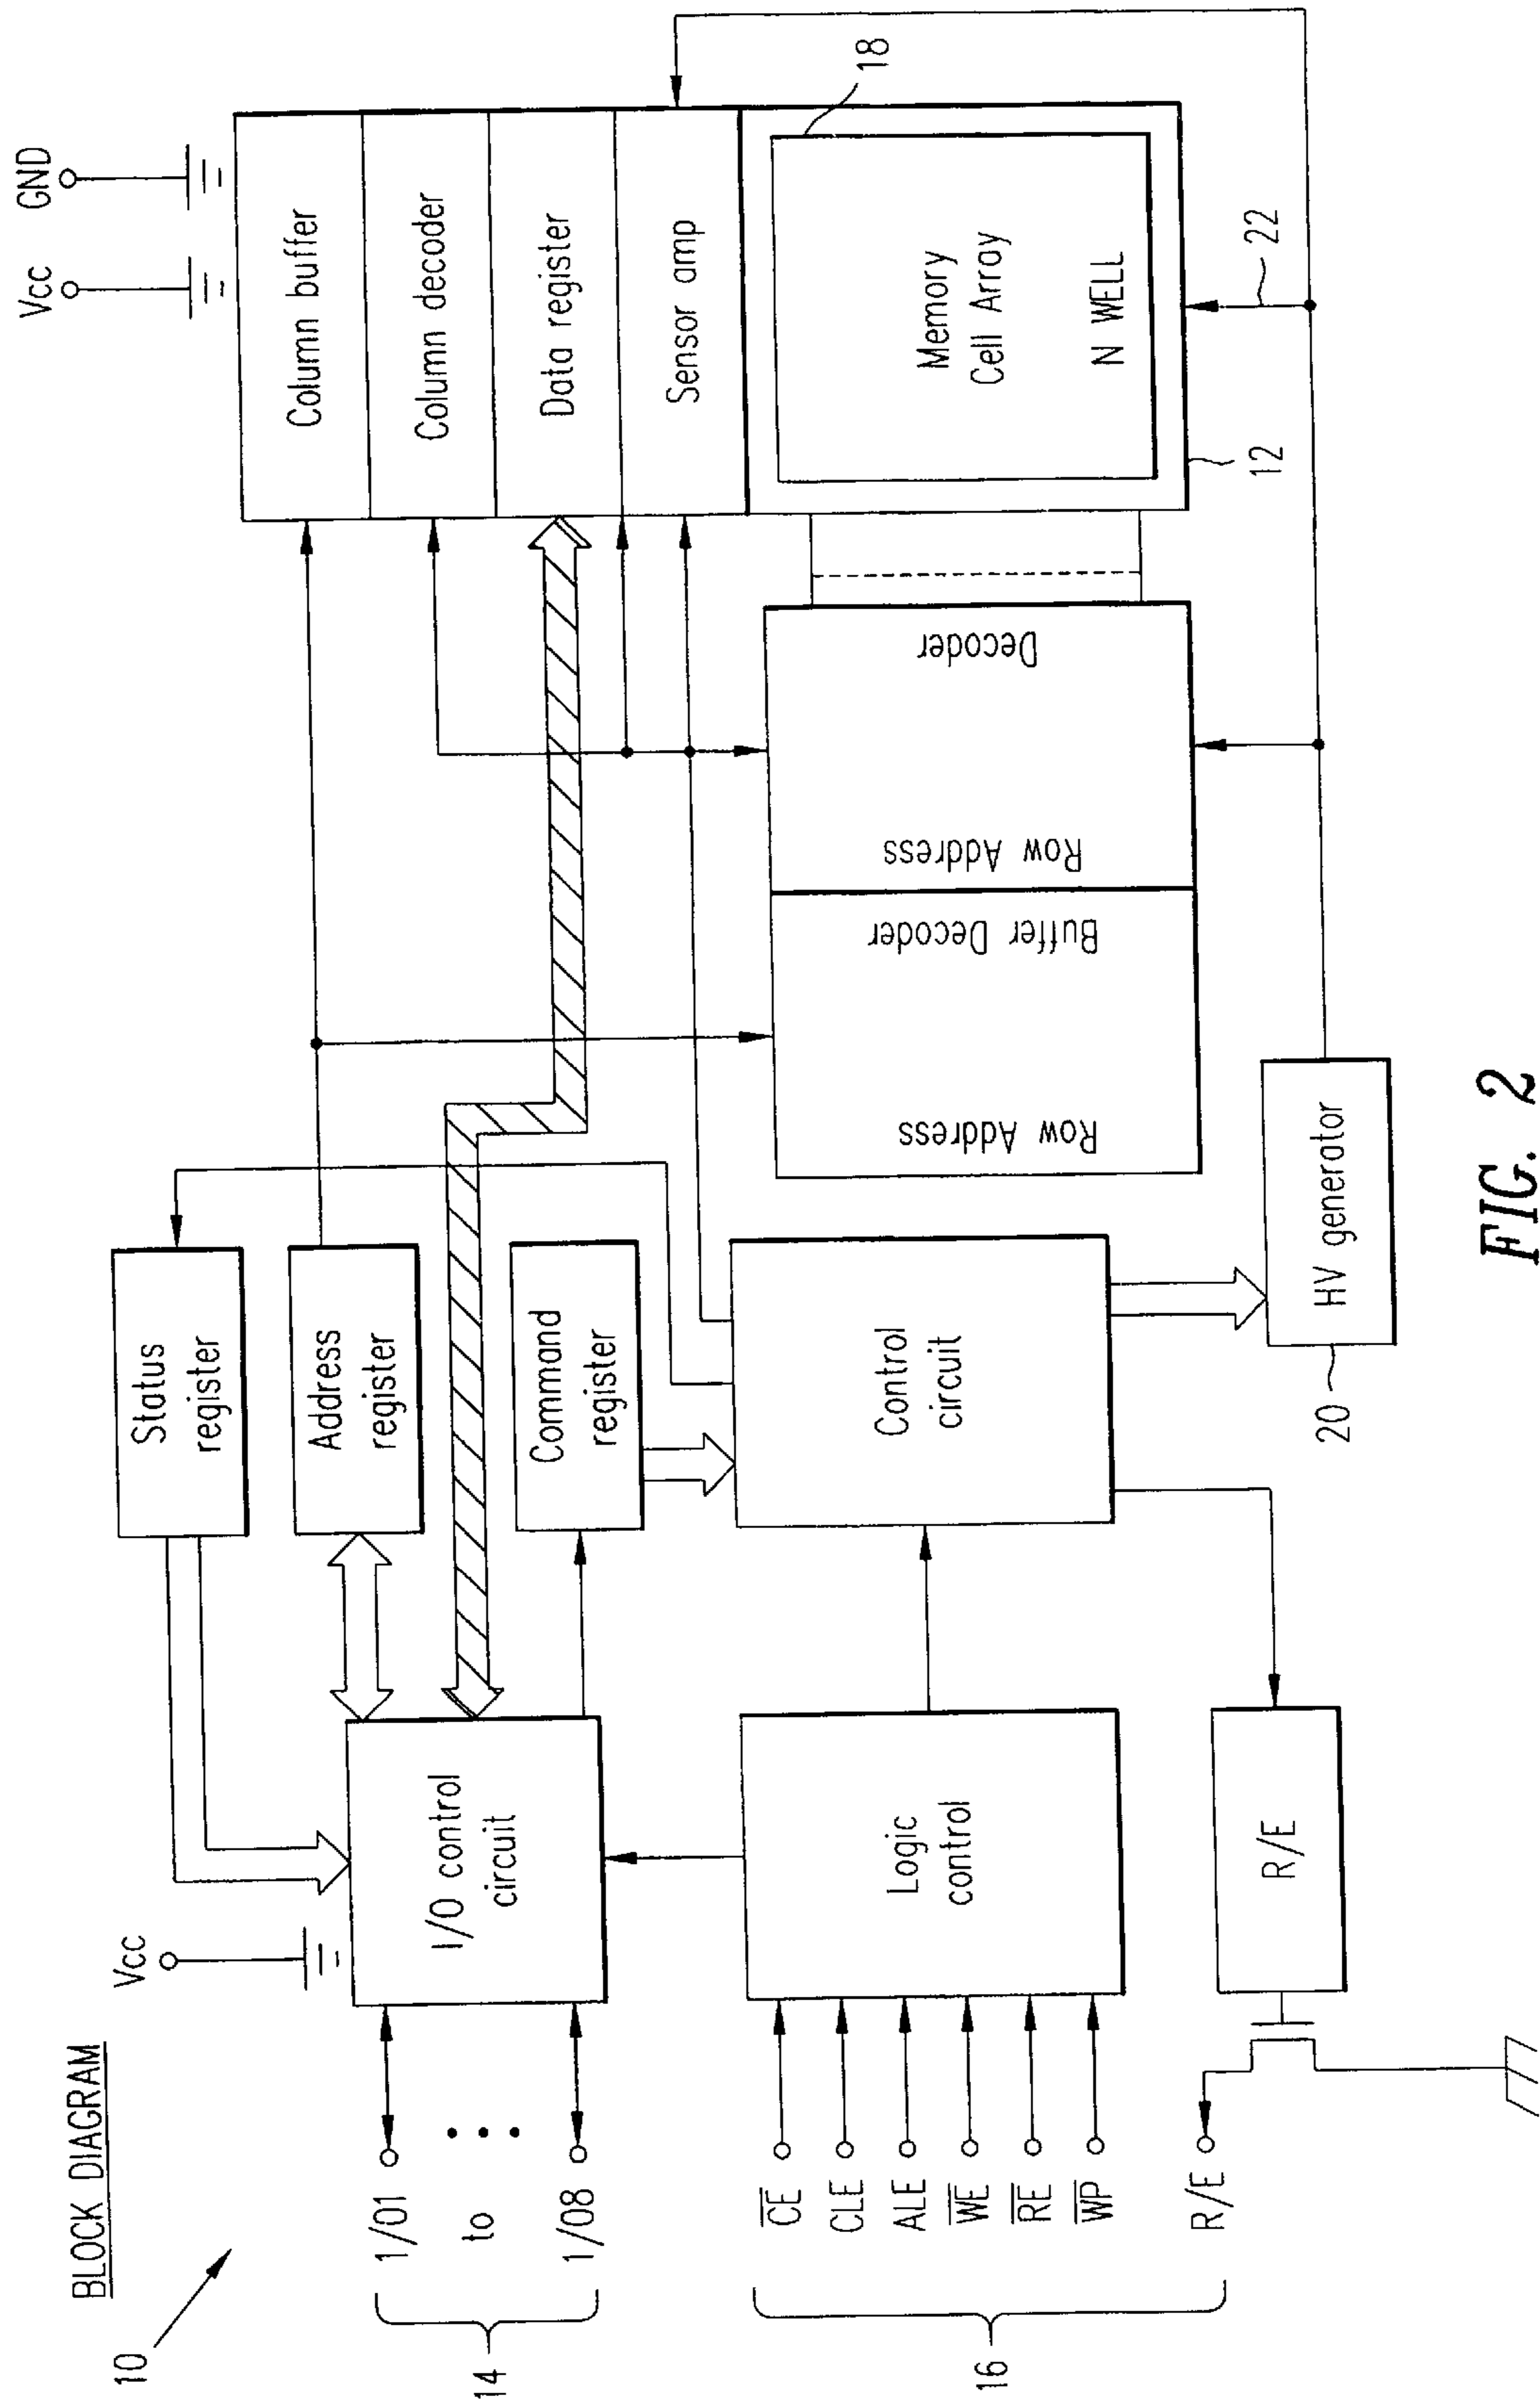 BLOCK DIAGRAM
10
Vcc
Vcc
GND
14
1/01
to
1/08
I/O control
circuit
Status
register
Address
register
Command
register
Column buffer
Column decoder
Data register
Sensor amp
Memory
Cell Array
N WELL
18
12
22
16
CE
CLE
ALE
WE
RE
WP
R/E
Logic
control
Control
circuit
Row Address
Buffer Decoder
Row Address
Decoder
R/E
HV generator
20
FIG. 2